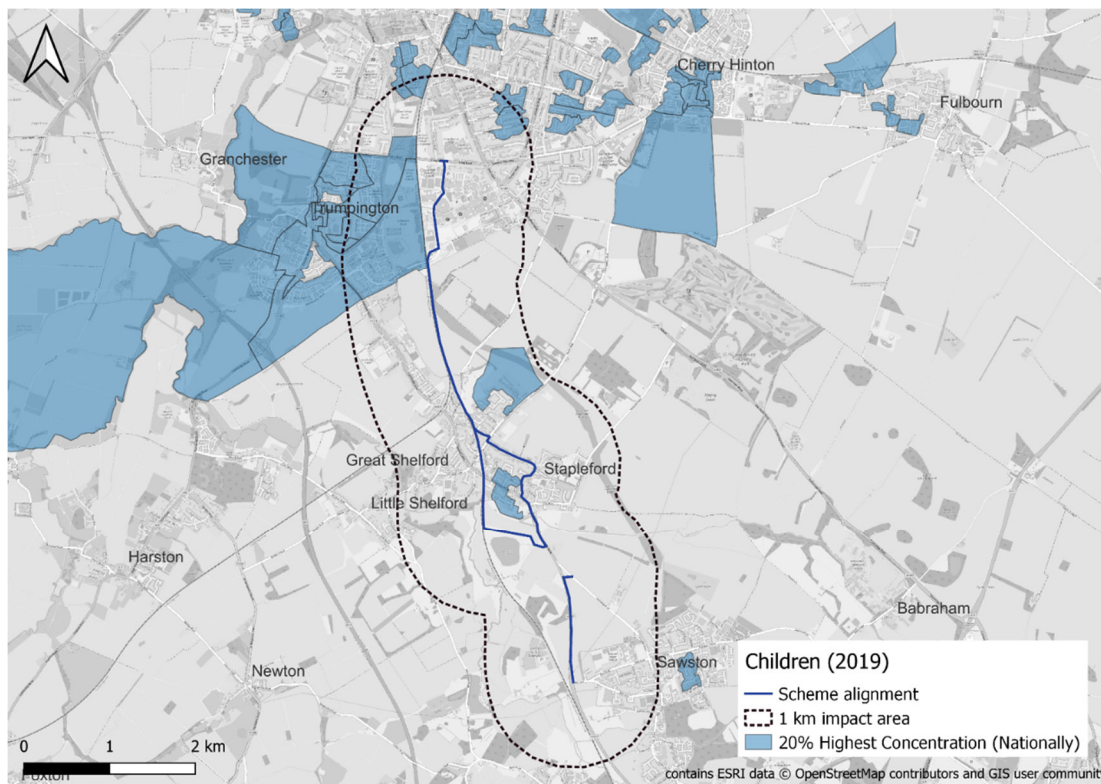 Cherry Hinton
Fulbourn
Granchester
Trumpington
Great Shelford
Stapleford
Little Shelford
Harston
Babraham
Sawston
Newton
Children (2019)
Scheme alignment
1 km impact area
20% Highest Concentration (Nationally)
0 1 2 km
contains ESRI data © OpenStreetMap contributors and GIS user communit